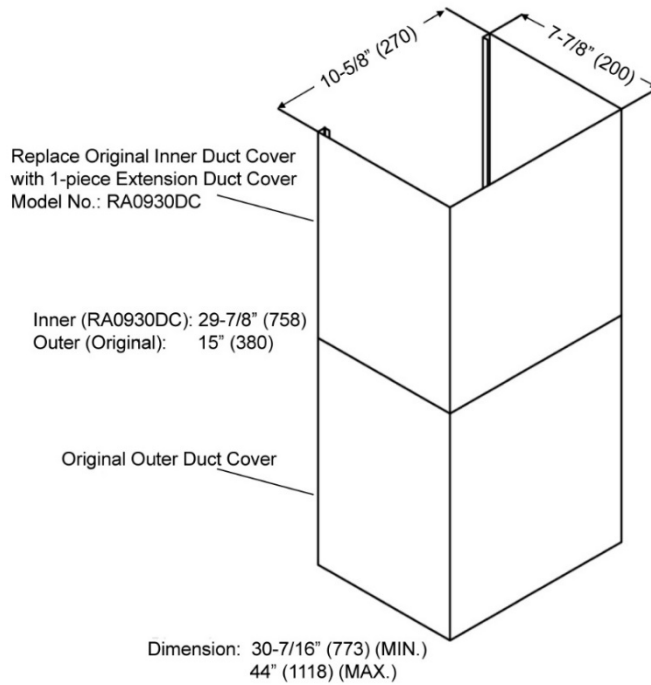 10-5/8” (270)
7-7/8” (200)
Replace Original Inner Duct Cover
with 1-piece Extension Duct Cover
Model No.: RA0930DC
Inner (RA0930DC): 29-7/8” (758)
Outer (Original): 15” (380)
Original Outer Duct Cover
Dimension: 30-7/16” (773) (MIN.)
44” (1118) (MAX.)